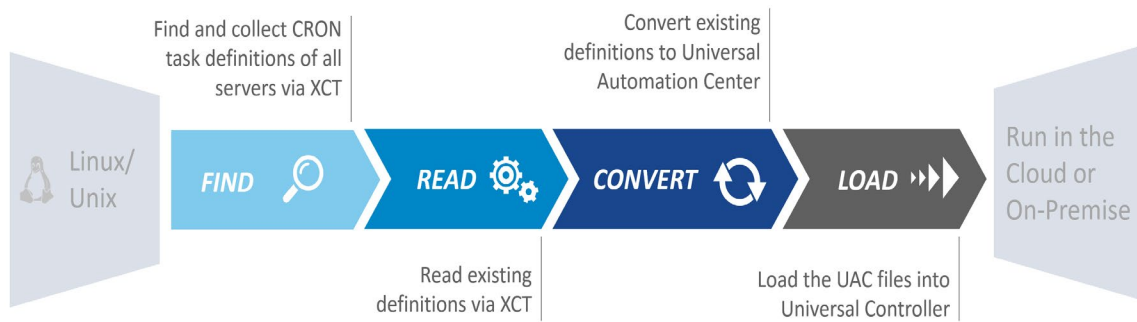 Find and collect CRON
task definitions of all
servers via XCT
Convert existing
definitions to Universal
Automation Center
Linux/
Unix
FIND
READ
CONVERT
LOAD
Run in the
Cloud or
On-Premise
Read existing
definitions via XCT
Load the UAC files into
Universal Controller